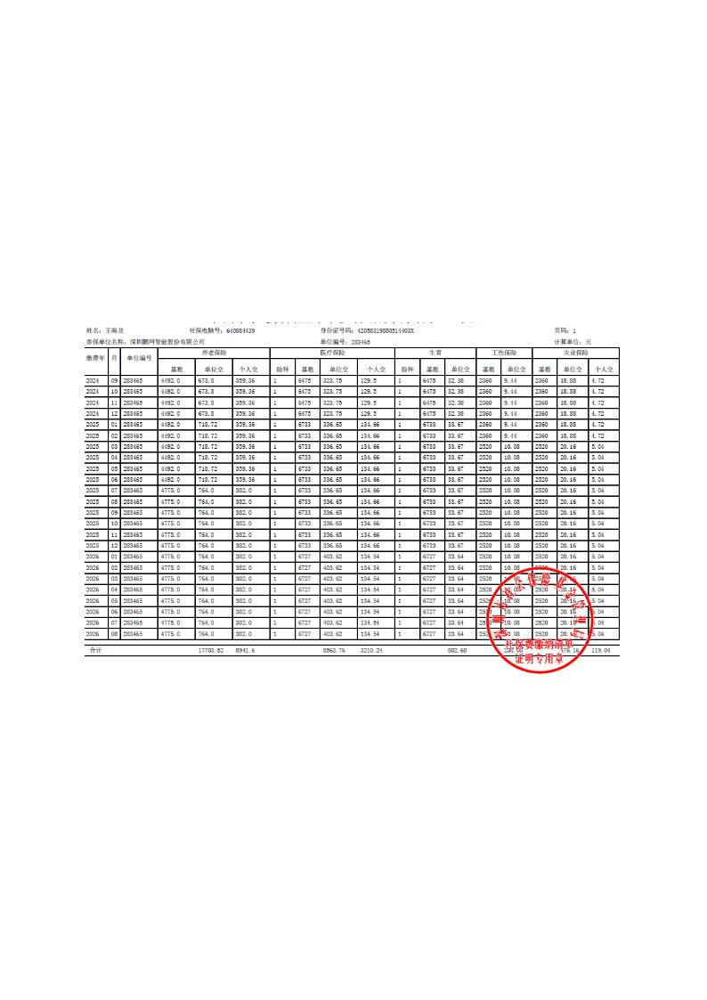 姓名：王海龙 社保电脑号：640084439 身份证号码：42058319880514403X 页码：1
参保单位名称：深圳鹏网智能股份有限公司 单位编号：283465 计算单位：元
缴费年 月 单位编号 养老保险 医疗保险 生育 工伤保险 失业保险
基数 单位交 个人交 险种 基数 单位交 个人交 险种 基数 单位交 基数 单位交 基数 单位交 个人交
2024 09 283465 4492.0 673.8 359.36 1 6475 323.75 129.5 1 6475 32.38 2360 9.44 2360 18.88 4.72
2024 10 283465 4492.0 673.8 359.36 1 6475 323.75 129.5 1 6475 32.38 2360 9.44 2360 18.88 4.72
2024 11 283465 4492.0 673.8 359.36 1 6475 323.75 129.5 1 6475 32.38 2360 9.44 2360 18.88 4.72
2024 12 283465 4492.0 673.8 359.36 1 6475 323.75 129.5 1 6475 32.38 2360 9.44 2360 18.88 4.72
2025 01 283465 4492.0 718.72 359.36 1 6733 336.65 134.66 1 6733 33.67 2360 9.44 2360 18.88 4.72
2025 02 283465 4492.0 718.72 359.36 1 6733 336.65 134.66 1 6733 33.67 2360 9.44 2360 18.88 4.72
2025 03 283465 4492.0 718.72 359.36 1 6733 336.65 134.66 1 6733 33.67 2520 10.08 2520 20.16 5.04
2025 04 283465 4492.0 718.72 359.36 1 6733 336.65 134.66 1 6733 33.67 2520 10.08 2520 20.16 5.04
2025 05 283465 4492.0 718.72 359.36 1 6733 336.65 134.66 1 6733 33.67 2520 10.08 2520 20.16 5.04
2025 06 283465 4492.0 718.72 359.36 1 6733 336.65 134.66 1 6733 33.67 2520 10.08 2520 20.16 5.04
2025 07 283465 4775.0 764.0 382.0 1 6733 336.65 134.66 1 6733 33.67 2520 10.08 2520 20.16 5.04
2025 08 283465 4775.0 764.0 382.0 1 6733 336.65 134.66 1 6733 33.67 2520 10.08 2520 20.16 5.04
2025 09 283465 4775.0 764.0 382.0 1 6733 336.65 134.66 1 6733 33.67 2520 10.08 2520 20.16 5.04
2025 10 283465 4775.0 764.0 382.0 1 6733 336.65 134.66 1 6733 33.67 2520 10.08 2520 20.16 5.04
2025 11 283465 4775.0 764.0 382.0 1 6733 336.65 134.66 1 6733 33.67 2520 10.08 2520 20.16 5.04
2025 12 283465 4775.0 764.0 382.0 1 6733 336.65 134.66 1 6733 33.67 2520 10.08 2520 20.16 5.04
2026 01 283465 4775.0 764.0 382.0 1 6727 403.62 134.54 1 6727 33.64 2520 10.08 2520 20.16 5.04
2026 02 283465 4775.0 764.0 382.0 1 6727 403.62 134.54 1 6727 33.64 2520 10.08 2520 20.16 5.04
2026 03 283465 4775.0 764.0 382.0 1 6727 403.62 134.54 1 6727 33.64 2520 10.08 2520 20.16 5.04
2026 04 283465 4775.0 764.0 382.0 1 6727 403.62 134.54 1 6727 33.64 2520 10.08 2520 20.16 5.04
2026 05 283465 4775.0 764.0 382.0 1 6727 403.62 134.54 1 6727 33.64 2520 10.08 2520 20.16 5.04
2026 06 283465 4775.0 764.0 382.0 1 6727 403.62 134.54 1 6727 33.64 2520 10.08 2520 20.16 5.04
2026 07 283465 4775.0 764.0 382.0 1 6727 403.62 134.54 1 6727 33.64 2520 10.08 2520 20.16 5.04
2026 08 283465 4775.0 764.0 382.0 1 6727 403.62 134.54 1 6727 33.64 2520 10.08 2520 20.16 5.04
合计 17703.52 8941.6 8563.76 3210.24 802.68 238.08 476.16 119.04
社保费缴纳清单
证明专用章